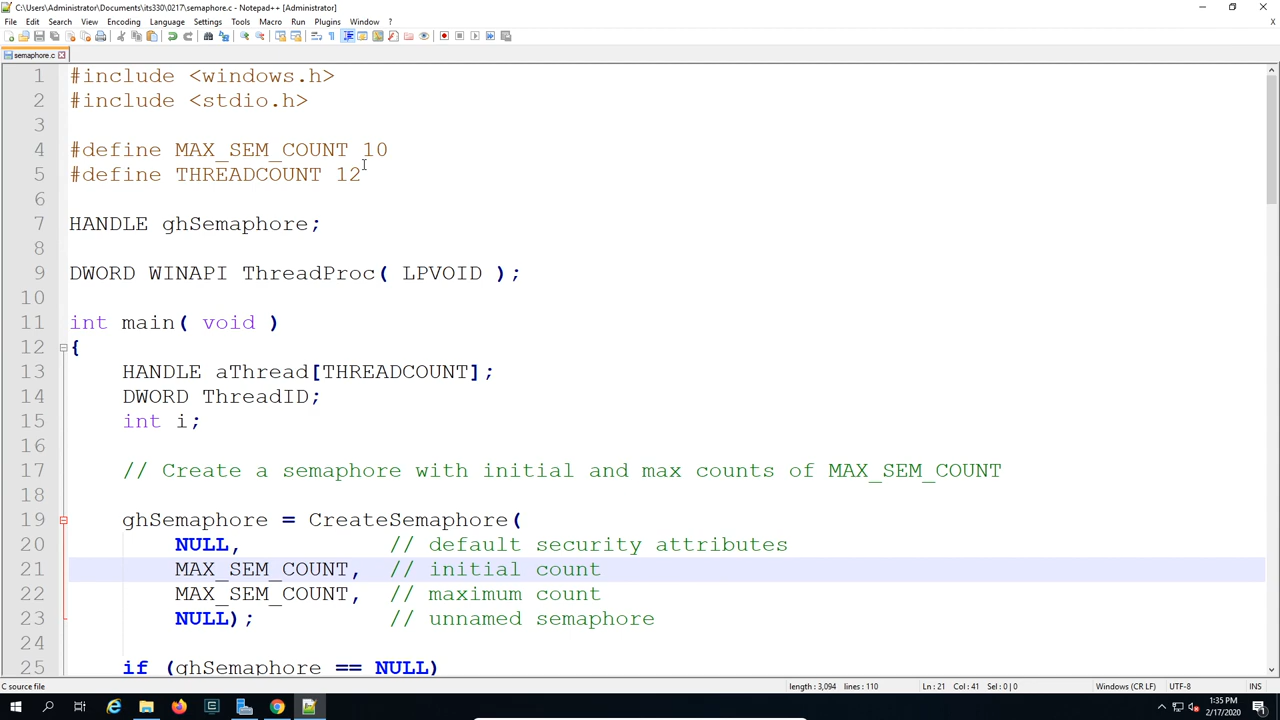 C:\Users\Administrator\Documents\its330\0217\semaphore.c - Notepad++ [Administrator]
File Edit Search View Encoding Language Settings Tools Macro Run Plugins Window ?
semaphore.c
1 #include <windows.h>
2 #include <stdio.h>
3
4 #define MAX_SEM_COUNT 10
5 #define THREADCOUNT 12
6
7 HANDLE ghSemaphore;
8
9 DWORD WINAPI ThreadProc( LPVOID );
10
11 int main( void )
12 {
13 HANDLE aThread[THREADCOUNT];
14 DWORD ThreadID;
15 int i;
16
17 // Create a semaphore with initial and max counts of MAX_SEM_COUNT
18
19 ghSemaphore = CreateSemaphore(
20 NULL, // default security attributes
21 MAX_SEM_COUNT, // initial count
22 MAX_SEM_COUNT, // maximum count
23 NULL); // unnamed semaphore
24
25 if (ghSemaphore == NULL)
C source file length : 3,094 lines : 110 Ln : 21 Col : 41 Sel : 0 | 0 Windows (CR LF) UTF-8 INS
1:35 PM
2/17/2020